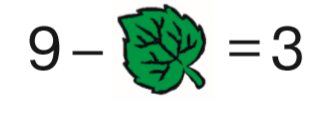 9 – = 3